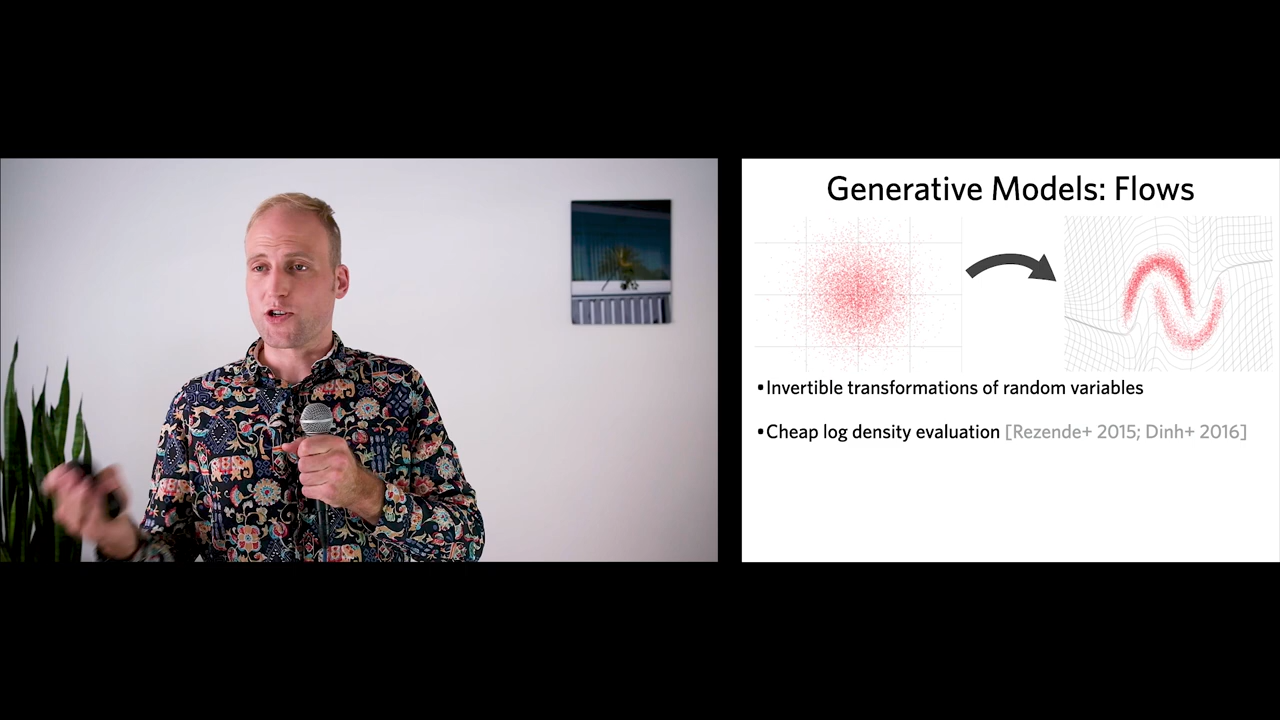 Generative Models: Flows
•Invertible transformations of random variables
•Cheap log density evaluation [Rezende+ 2015; Dinh+ 2016]